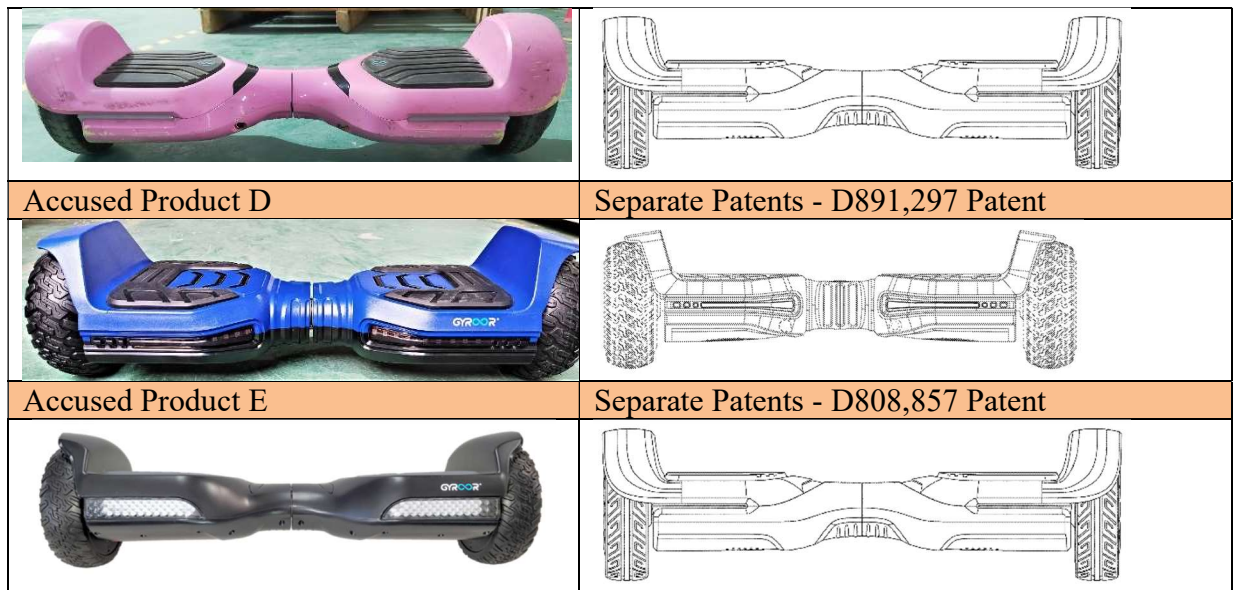 Accused Product D Separate Patents - D891,297 Patent
GYROOR
Accused Product E Separate Patents - D808,857 Patent
GYROOR